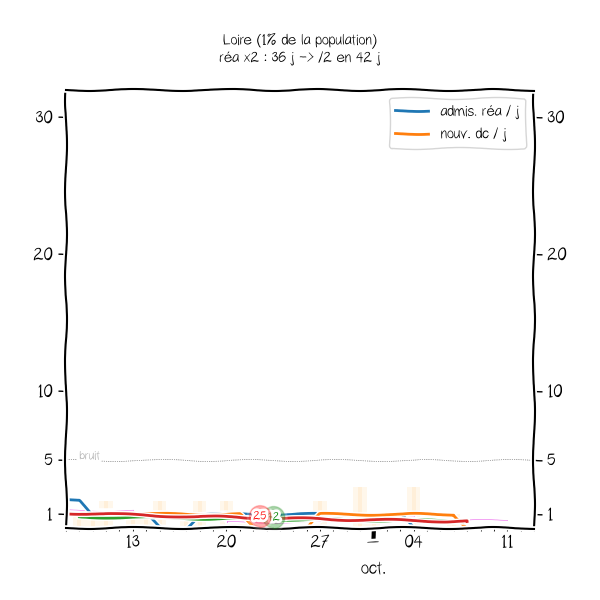 Loire (1% de la population)
réa x2 : 36 j -> /2 en 42 j
admis. réa / j
nouv. dc / j
30
30
20
20
10
10
5
bruit
5
1
25
2
1
13
20
27
04
11
oct.